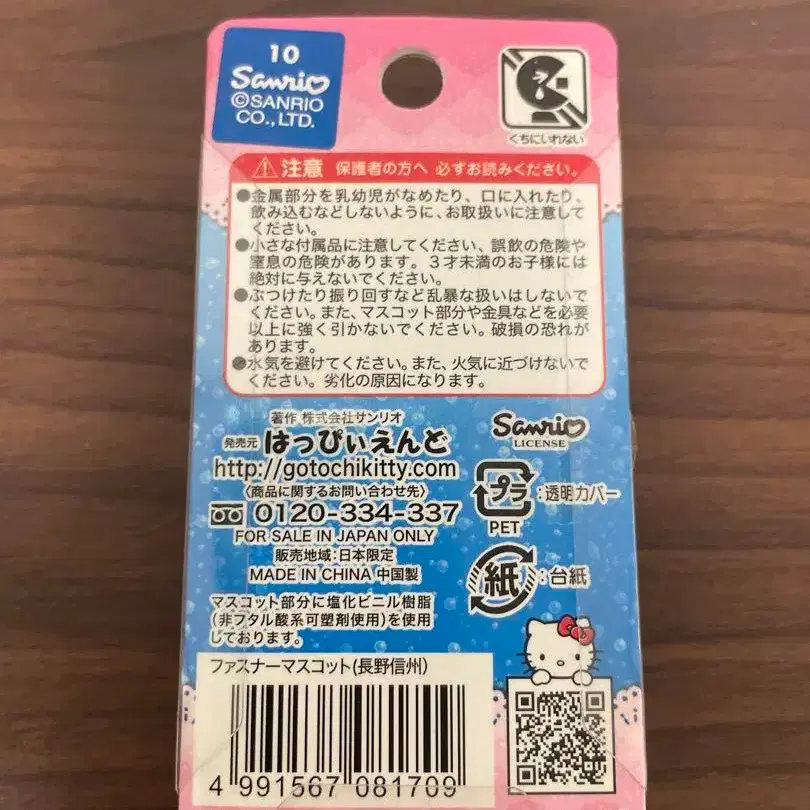 10
Sanrio
©SANRIO
CO.,LTD.
くちにいれない
注意 保護者の方へ 必ずお読みください。
●金属部分を乳幼児がなめたり、口に入れたり、
飲み込むなどしないように、お取扱いに注意して
ください。
●小さな付属品に注意してください、誤飲の危険や
窒息の危険があります。3才未満のお子様には
絶対に与えないでください。
●ぶつけたり振り回すなど乱暴な扱いはしないで
ください。また、マスコット部分や金具などを必要
以上に強く引かないでください。破損の恐れが
あります。
●水気を避けてください。また、火気に近づけないで
ください。劣化の原因になります。
著作 株式会社サンリオ
発売元 はっぴぃえんど
http://gotochikitty.com
〈商品に関するお問い合わせ先〉
0120-334-337
FOR SALE IN JAPAN ONLY
販売地域:日本限定
MADE IN CHINA 中国製
マスコット部分に塩化ビニル樹脂
(非フタル酸系可塑剤使用)を使用
しております。
Sanrio
LICENSE
プラ :透明カバー
PET
紙 :台紙
ファスナーマスコット(長野信州)
4 991567 081709